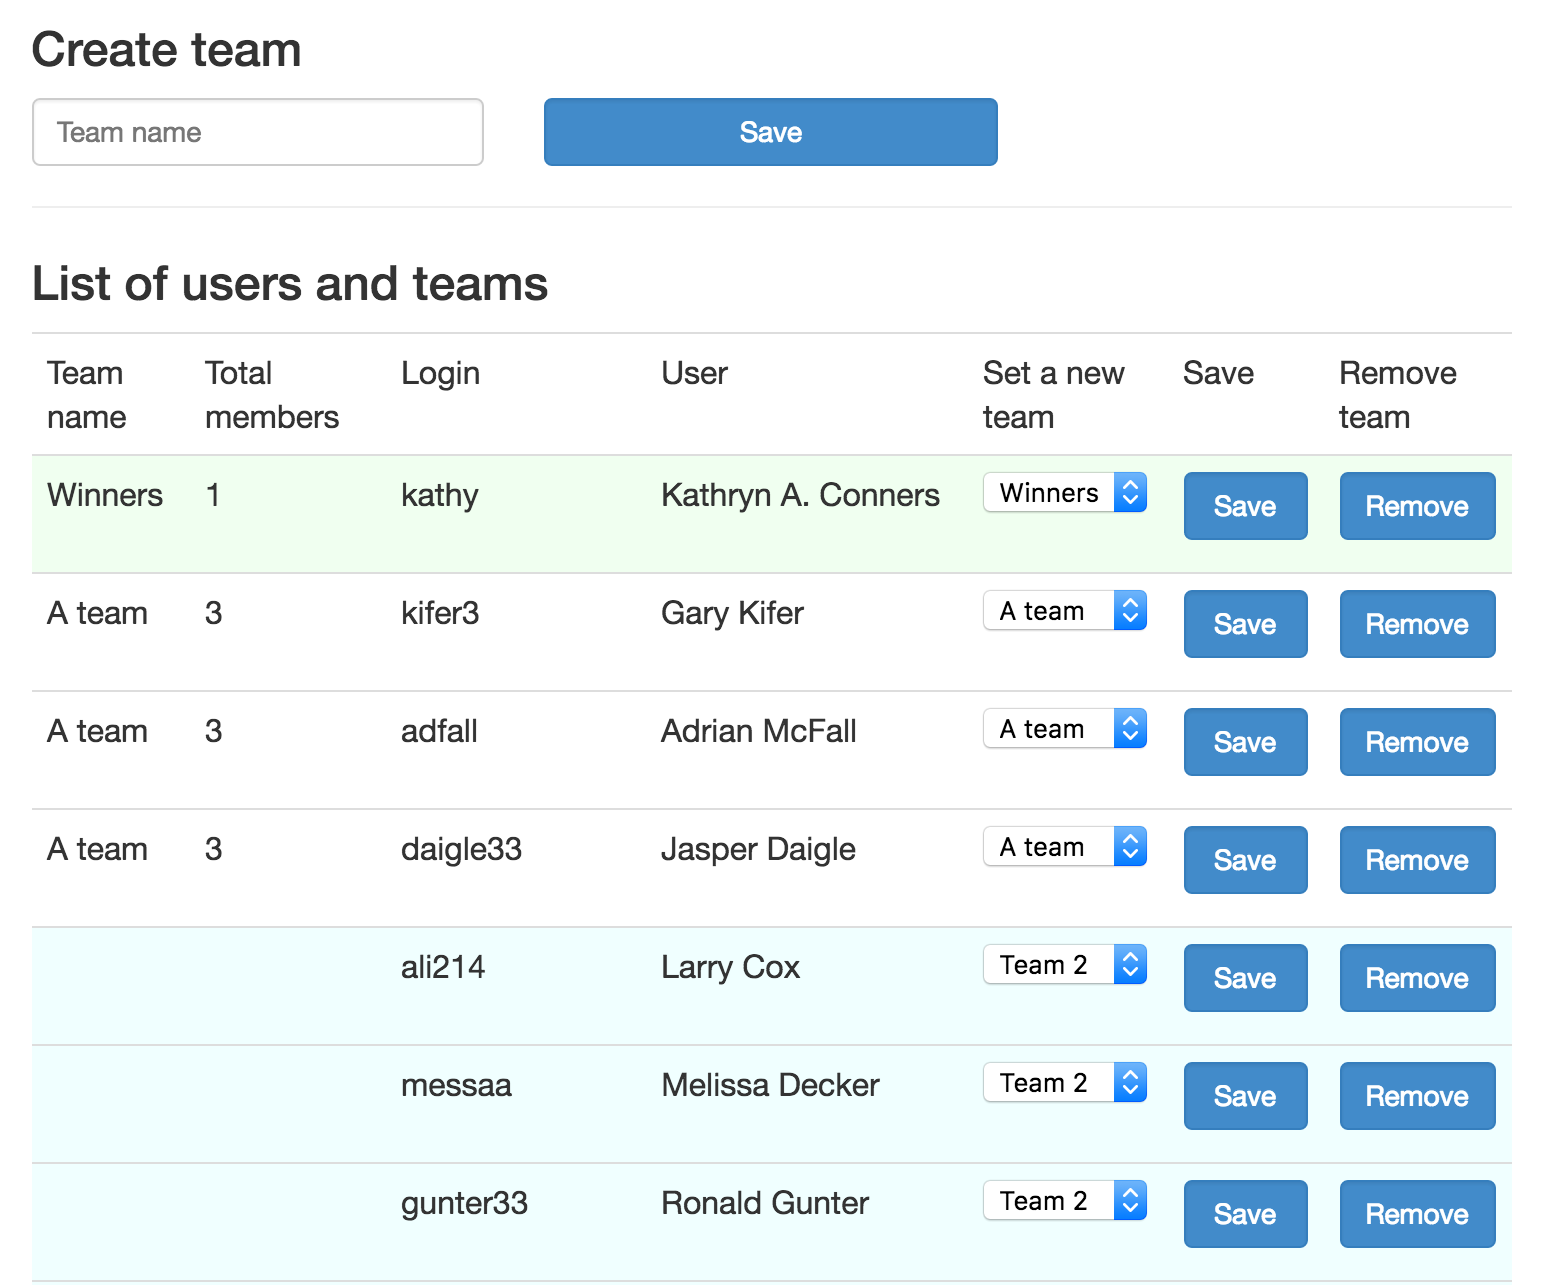 Create team
Team name Save
List of users and teams
Team name Total members Login User Set a new team Save Remove team
Winners 1 kathy Kathryn A. Conners Winners Save Remove
A team 3 kifer3 Gary Kifer A team Save Remove
A team 3 adfall Adrian McFall A team Save Remove
A team 3 daigle33 Jasper Daigle A team Save Remove
ali214 Larry Cox Team 2 Save Remove
messaa Melissa Decker Team 2 Save Remove
gunter33 Ronald Gunter Team 2 Save Remove